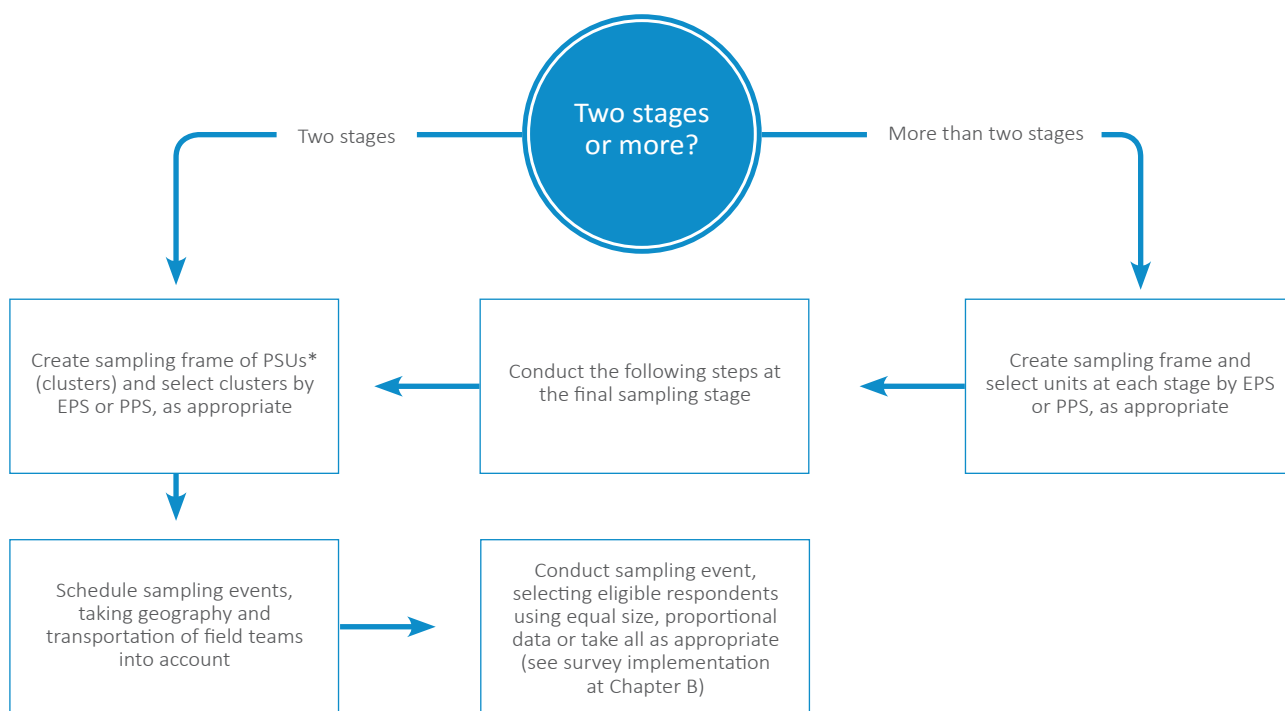 Two stages
or more?
Two stages
More than two stages
Create sampling frame of PSUs*
(clusters) and select clusters by
EPS or PPS, as appropriate
Conduct the following steps at
the final sampling stage
Create sampling frame and
select units at each stage by EPS
or PPS, as appropriate
Schedule sampling events,
taking geography and
transportation of field teams
into account
Conduct sampling event,
selecting eligible respondents
using equal size, proportional
data or take all as appropriate
(see survey implementation
at Chapter B)